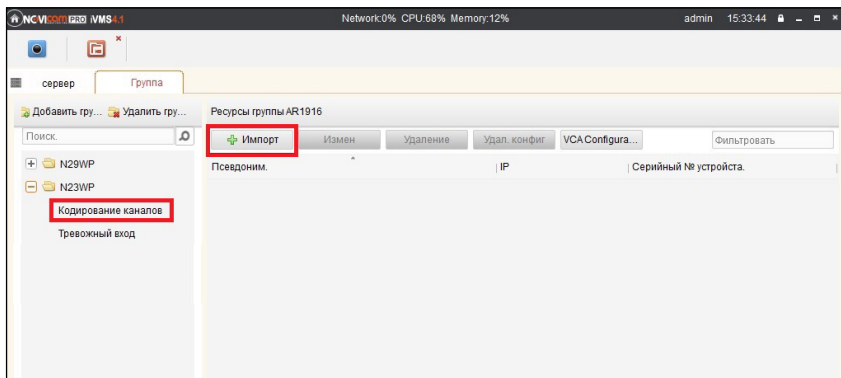 NOVIcam PRO iVMS4.1 Network:0% CPU:68% Memory:12% admin 15:33:44
сервер Группа
Добавить гру... Удалить гру... Ресурсы группы AR1916
Поиск. Импорт Измен Удаление Удал. конфиг VCA Configura... Фильтровать
N29WP Псевдоним. IP Серийный № устройста.
N23WP
Кодирование каналов
Тревожный вход